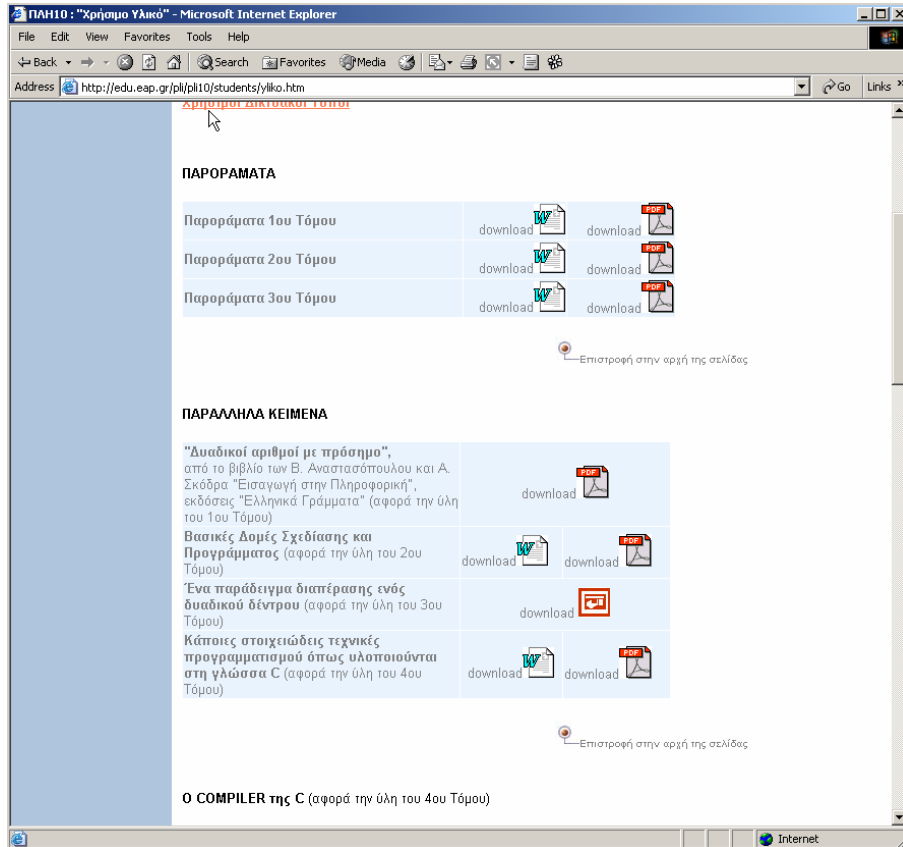 ΠΛΗ10 : "Χρήσιμο Υλικό" - Microsoft Internet Explorer
File Edit View Favorites Tools Help
Back Search Favorites Media
Address http://edu.eap.gr/pli/pli10/students/yliko.htm Go Links »
Χρήσιμοι Δικτυακοί Τόποι
ΠΑΡΟΡΑΜΑΤΑ
Παροράματα 1ου Τόμου download download
Παροράματα 2ου Τόμου download download
Παροράματα 3ου Τόμου download download
Επιστροφή στην αρχή της σελίδας
ΠΑΡΑΛΛΗΛΑ ΚΕΙΜΕΝΑ
"Δυαδικοί αριθμοί με πρόσημο",
από το βιβλίο των Β. Αναστασόπουλου και Α.
Σκόδρα "Εισαγωγή στην Πληροφορική",
εκδόσεις "Ελληνικά Γράμματα" (αφορά την ύλη
του 1ου Τόμου)
download
Βασικές Δομές Σχεδίασης και
Προγράμματος (αφορά την ύλη του 2ου
Τόμου)
download download
Ένα παράδειγμα διαπέρασης ενός
δυαδικού δέντρου (αφορά την ύλη του 3ου
Τόμου)
download
Κάποιες στοιχειώδεις τεχνικές
προγραμματισμού όπως υλοποιούνται
στη γλώσσα C (αφορά την ύλη του 4ου
Τόμου)
download download
Επιστροφή στην αρχή της σελίδας
Ο COMPILER της C (αφορά την ύλη του 4ου Τόμου)
Internet